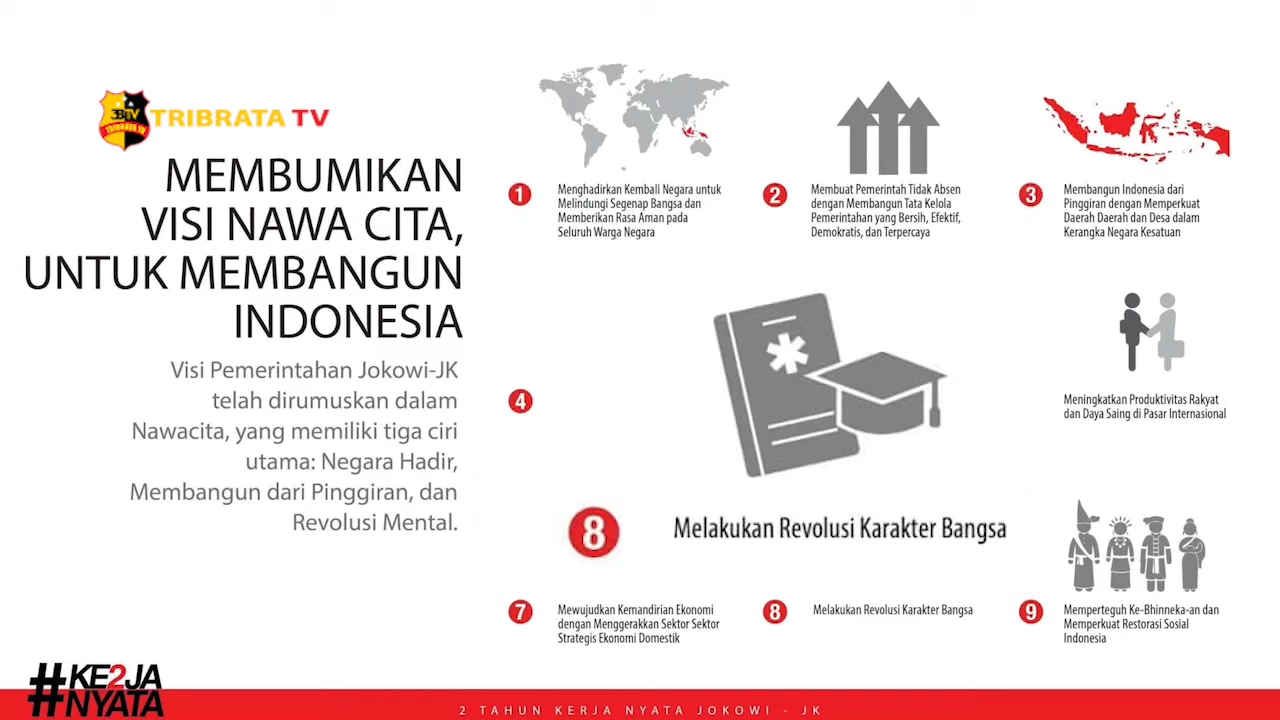 3BTV
TRIBRATA TV
TRIBRATA TV
MEMBUMIKAN
VISI NAWA CITA,
UNTUK MEMBANGUN
INDONESIA
Visi Pemerintahan Jokowi-JK
telah dirumuskan dalam
Nawacita, yang memiliki tiga ciri
utama: Negara Hadir,
Membangun dari Pinggiran, dan
Revolusi Mental.
1
Menghadirkan Kembali Negara untuk
Melindungi Segenap Bangsa dan
Memberikan Rasa Aman pada
Seluruh Warga Negara
2
Membuat Pemerintah Tidak Absen
dengan Membangun Tata Kelola
Pemerintahan yang Bersih, Efektif,
Demokratis, dan Terpercaya
3
Membangun Indonesia dari
Pinggiran dengan Memperkuat
Daerah Daerah dan Desa dalam
Kerangka Negara Kesatuan
4
Meningkatkan Produktivitas Rakyat
dan Daya Saing di Pasar Internasional
8
Melakukan Revolusi Karakter Bangsa
7
Mewujudkan Kemandirian Ekonomi
dengan Menggerakkan Sektor Sektor
Strategis Ekonomi Domestik
8
Melakukan Revolusi Karakter Bangsa
9
Memperteguh Ke-Bhinneka-an dan
Memperkuat Restorasi Sosial
Indonesia
#KE2JA
NYATA
2 TAHUN KERJA NYATA JOKOWI - JK